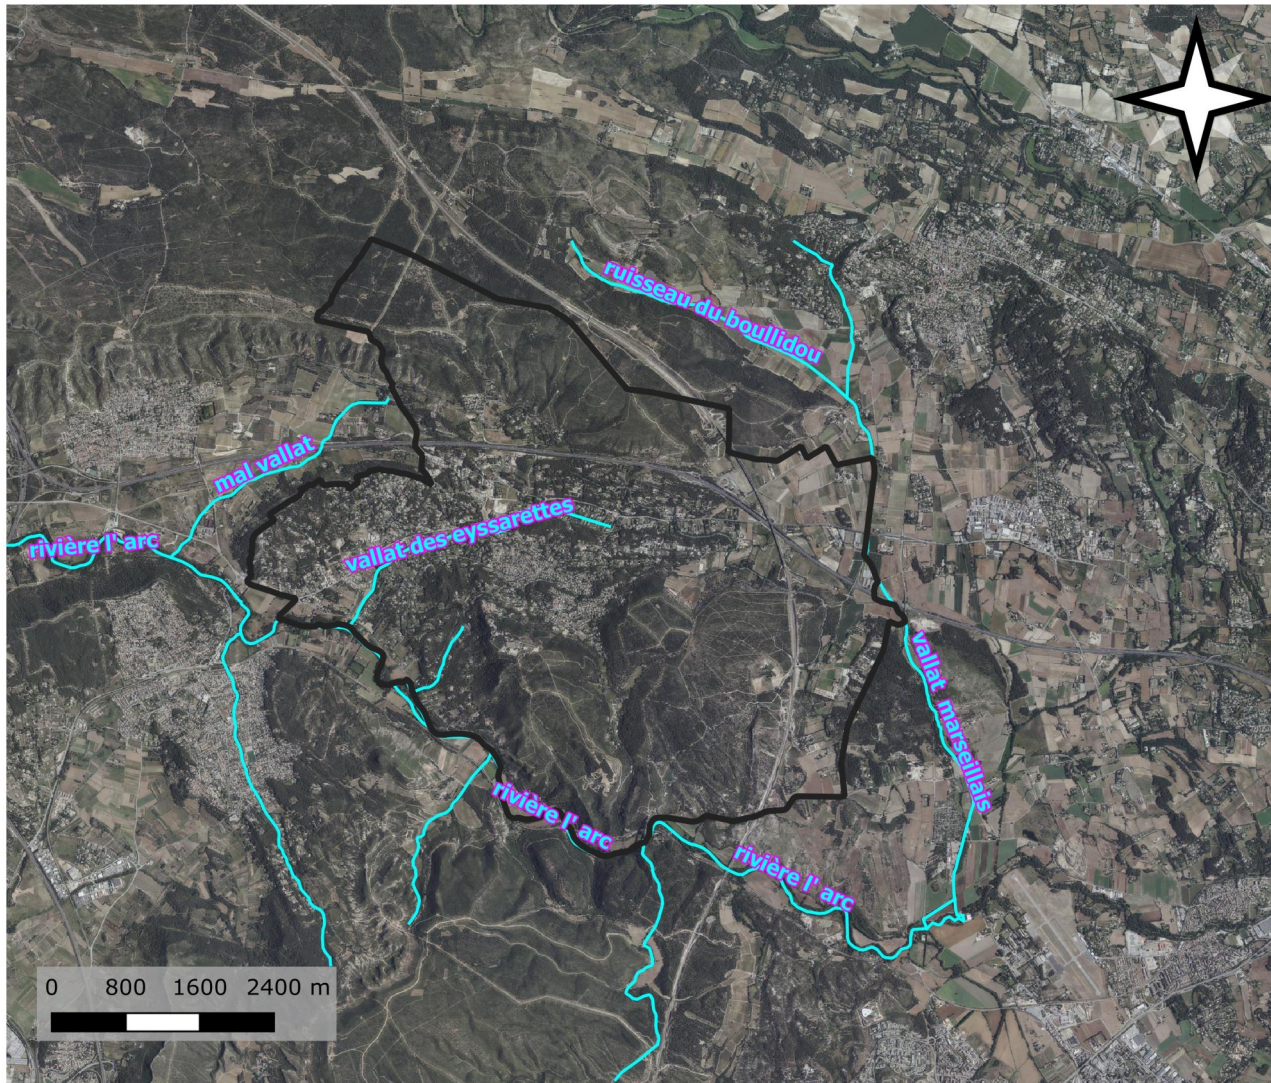 ruisseau-du-boullidou
mal vallat
vallat-des-eyssarettes
rivière l' arc
vallat marseillais
rivière l' arc
rivière l' arc
0 800 1600 2400 m